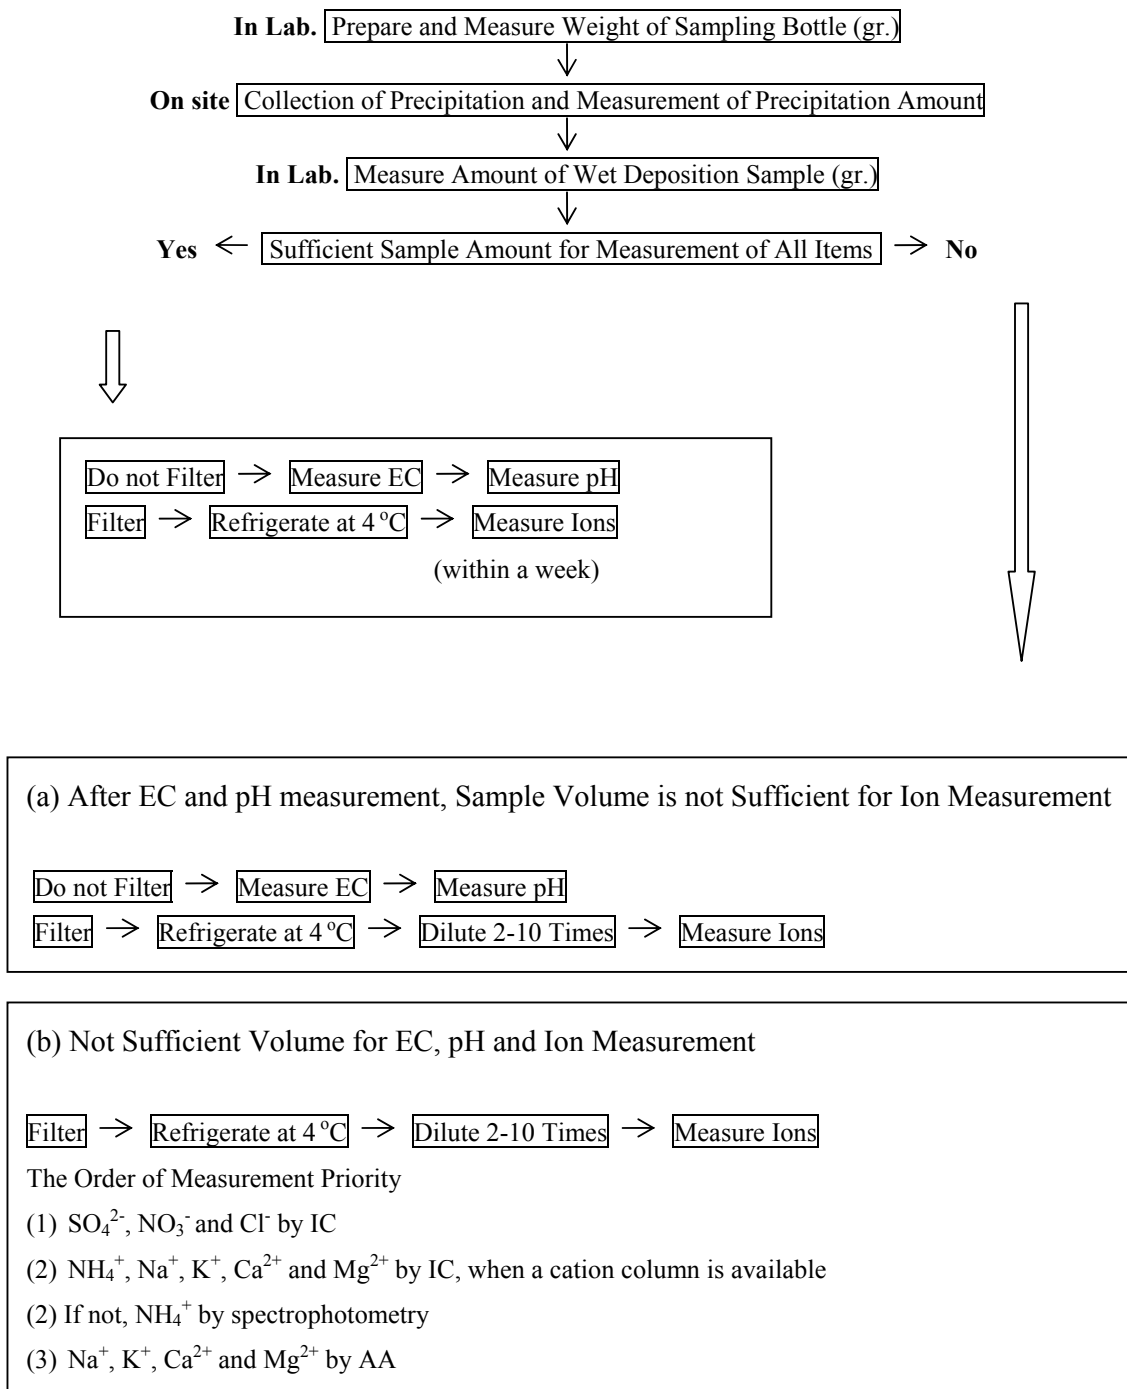 In Lab. Prepare and Measure Weight of Sampling Bottle (gr.)
On site Collection of Precipitation and Measurement of Precipitation Amount
In Lab. Measure Amount of Wet Deposition Sample (gr.)
Yes ← Sufficient Sample Amount for Measurement of All Items → No
Do not Filter → Measure EC → Measure pH
Filter → Refrigerate at 4 °C → Measure Ions
(within a week)
(a) After EC and pH measurement, Sample Volume is not Sufficient for Ion Measurement
Do not Filter → Measure EC → Measure pH
Filter → Refrigerate at 4 °C → Dilute 2-10 Times → Measure Ions
(b) Not Sufficient Volume for EC, pH and Ion Measurement
Filter → Refrigerate at 4 °C → Dilute 2-10 Times → Measure Ions
The Order of Measurement Priority
(1) SO₄²⁻, NO₃⁻ and Cl⁻ by IC
(2) NH₄⁺, Na⁺, K⁺, Ca²⁺ and Mg²⁺ by IC, when a cation column is available
(2) If not, NH₄⁺ by spectrophotometry
(3) Na⁺, K⁺, Ca²⁺ and Mg²⁺ by AA